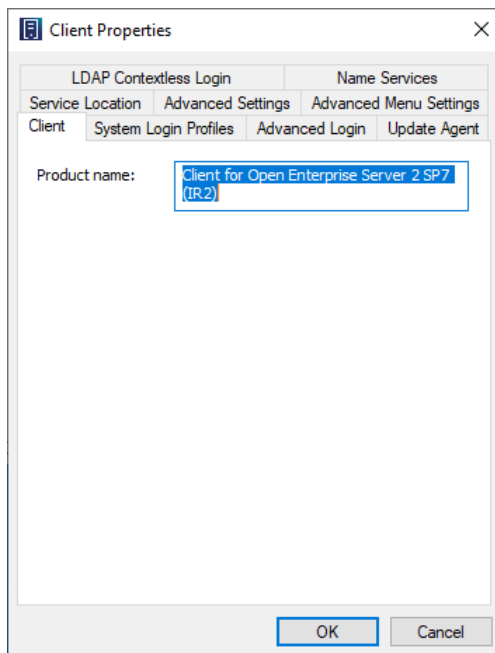 Client Properties
LDAP Contextless Login
Name Services
Service Location
Advanced Settings
Advanced Menu Settings
Client
System Login Profiles
Advanced Login
Update Agent
Product name:
Client for Open Enterprise Server 2 SP7
(IR2)
OK
Cancel